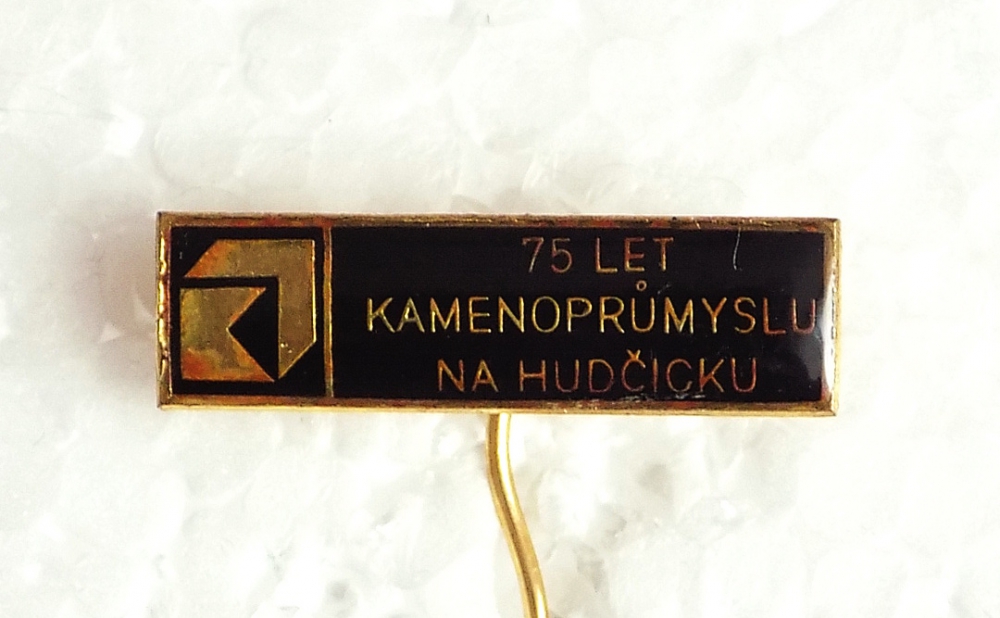 75 LET
KAMENOPRŮMYSLU
NA HUDČICKU